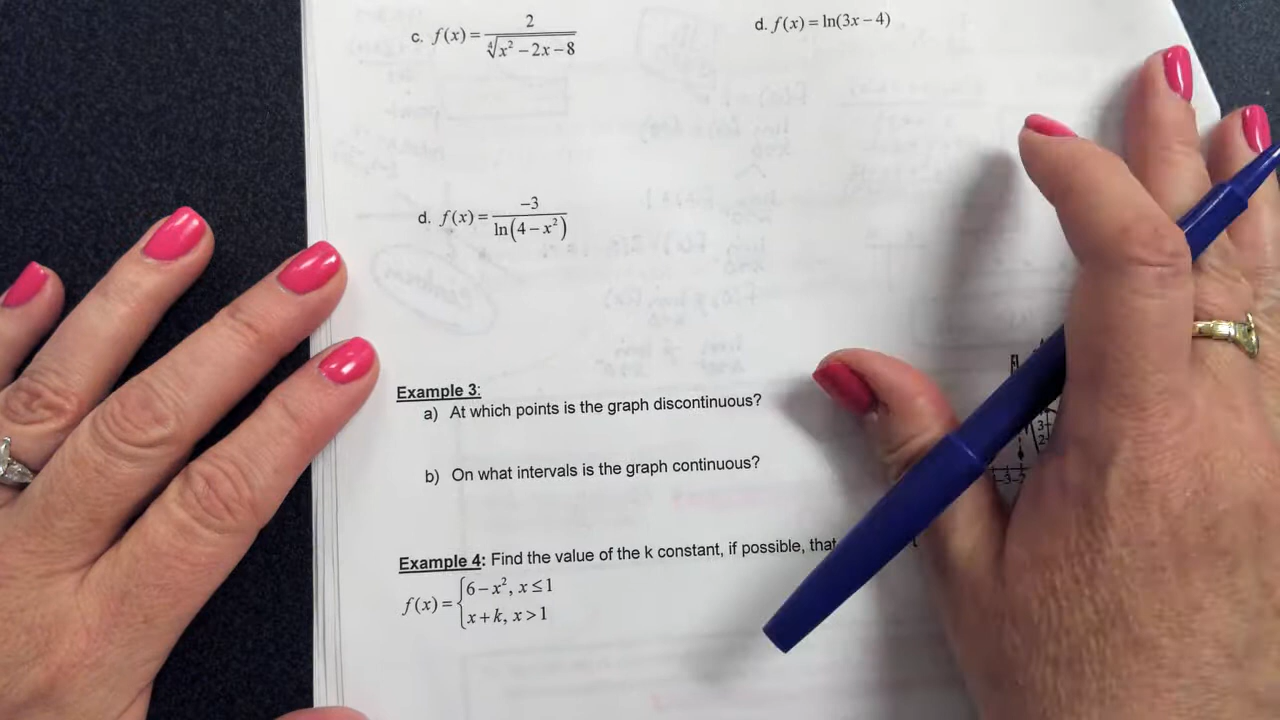 c. f(x) = 2/∜(x² − 2x − 8)
d. f(x) = ln(3x − 4)
d. f(x) = −3/ln(4 − x²)
Example 3:
a) At which points is the graph discontinuous?
b) On what intervals is the graph continuous?
Example 4: Find the value of the k constant, if possible, that
f(x) = { 6 − x², x ≤ 1
x + k, x > 1